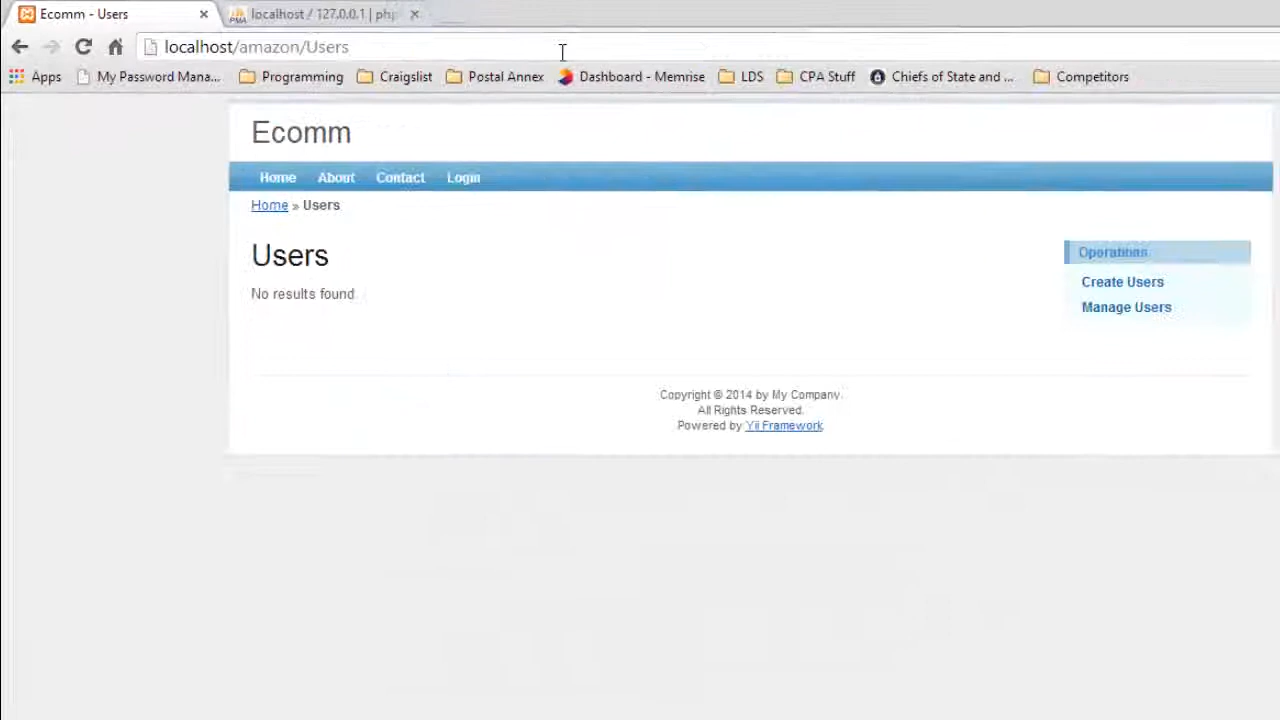 Ecomm - Users
localhost / 127.0.0.1 | php
localhost/amazon/Users
Apps My Password Mana... Programming Craigslist Postal Annex Dashboard - Memrise LDS CPA Stuff Chiefs of State and ... Competitors
Ecomm
Home About Contact Login
Home » Users
Users
No results found.
Operations
Create Users
Manage Users
Copyright © 2014 by My Company.
All Rights Reserved.
Powered by Yii Framework.